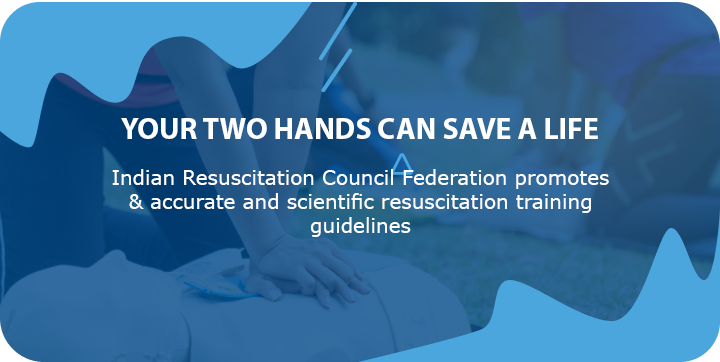 YOUR TWO HANDS CAN SAVE A LIFE
Indian Resuscitation Council Federation promotes
& accurate and scientific resuscitation training
guidelines